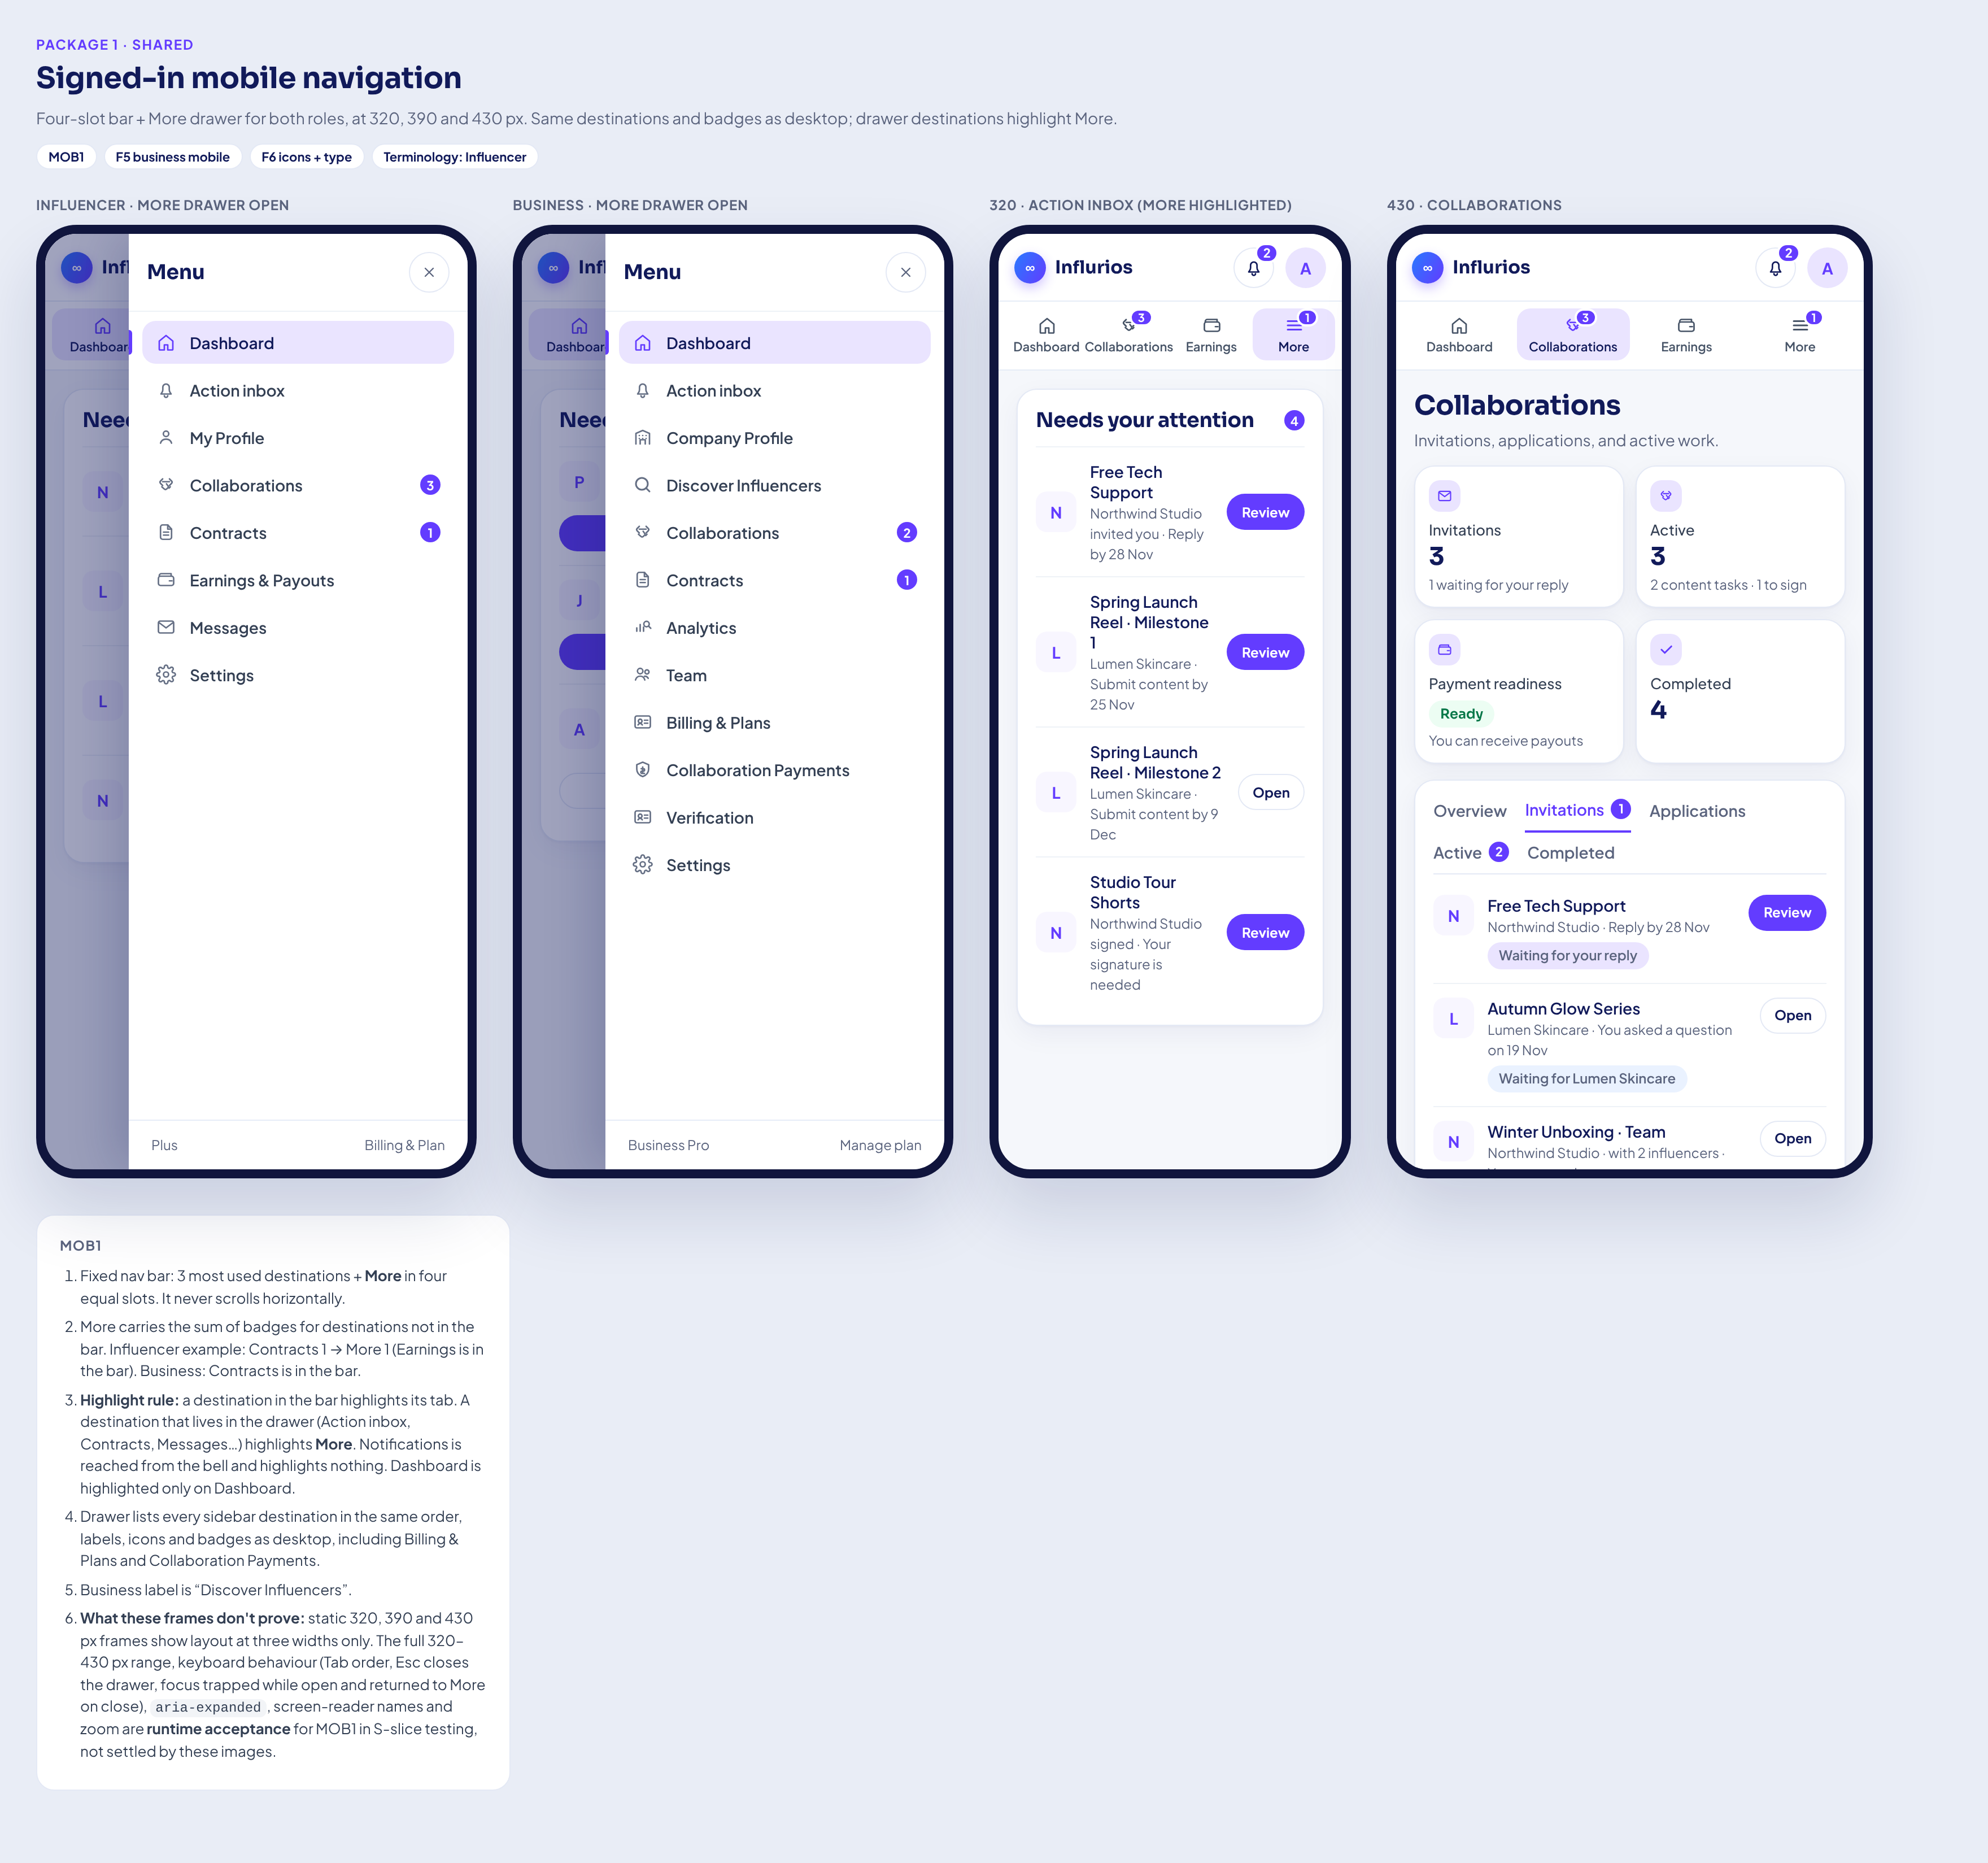 PACKAGE 1 · SHARED
Signed-in mobile navigation
Four-slot bar + More drawer for both roles, at 320, 390 and 430 px. Same destinations and badges as desktop; drawer destinations highlight More.
MOB1
F5 business mobile
F6 icons + type
Terminology: Influencer
INFLUENCER · MORE DRAWER OPEN
Infl
Dashboar
Need
N
L
L
N
Menu
Dashboard
Action inbox
My Profile
Collaborations 3
Contracts 1
Earnings & Payouts
Messages
Settings
Plus
Billing & Plan
BUSINESS · MORE DRAWER OPEN
Infl
Dashboar
Need
P
J
A
Menu
Dashboard
Action inbox
Company Profile
Discover Influencers
Collaborations 2
Contracts 1
Analytics
Team
Billing & Plans
Collaboration Payments
Verification
Settings
Business Pro
Manage plan
320 · ACTION INBOX (MORE HIGHLIGHTED)
Influrios
2
A
3
1
Dashboard
Collaborations
Earnings
More
Needs your attention 4
N
Free Tech
Support
Northwind Studio
invited you · Reply
by 28 Nov
Review
L
Spring Launch
Reel · Milestone
1
Lumen Skincare ·
Submit content by
25 Nov
Review
L
Spring Launch
Reel · Milestone 2
Lumen Skincare ·
Submit content by 9
Dec
Open
N
Studio Tour
Shorts
Northwind Studio
signed · Your
signature is
needed
Review
430 · COLLABORATIONS
Influrios
2
A
3
1
Dashboard
Collaborations
Earnings
More
Collaborations
Invitations, applications, and active work.
Invitations
3
1 waiting for your reply
Active
3
2 content tasks · 1 to sign
Payment readiness
Ready
You can receive payouts
Completed
4
Overview
Invitations 1
Applications
Active 2
Completed
N
Free Tech Support
Northwind Studio · Reply by 28 Nov
Waiting for your reply
Review
L
Autumn Glow Series
Lumen Skincare · You asked a question
on 19 Nov
Waiting for Lumen Skincare
Open
N
Winter Unboxing · Team
Northwind Studio · with 2 influencers ·
Open
MOB1
1. Fixed nav bar: 3 most used destinations + More in four
equal slots. It never scrolls horizontally.
2. More carries the sum of badges for destinations not in the
bar. Influencer example: Contracts 1 → More 1 (Earnings is in
the bar). Business: Contracts is in the bar.
3. Highlight rule: a destination in the bar highlights its tab. A
destination that lives in the drawer (Action inbox,
Contracts, Messages…) highlights More. Notifications is
reached from the bell and highlights nothing. Dashboard is
highlighted only on Dashboard.
4. Drawer lists every sidebar destination in the same order,
labels, icons and badges as desktop, including Billing &
Plans and Collaboration Payments.
5. Business label is “Discover Influencers”.
6. What these frames don't prove: static 320, 390 and 430
px frames show layout at three widths only. The full 320–
430 px range, keyboard behaviour (Tab order, Esc closes
the drawer, focus trapped while open and returned to More
on close), aria-expanded, screen-reader names and
zoom are runtime acceptance for MOB1 in S-slice testing,
not settled by these images.